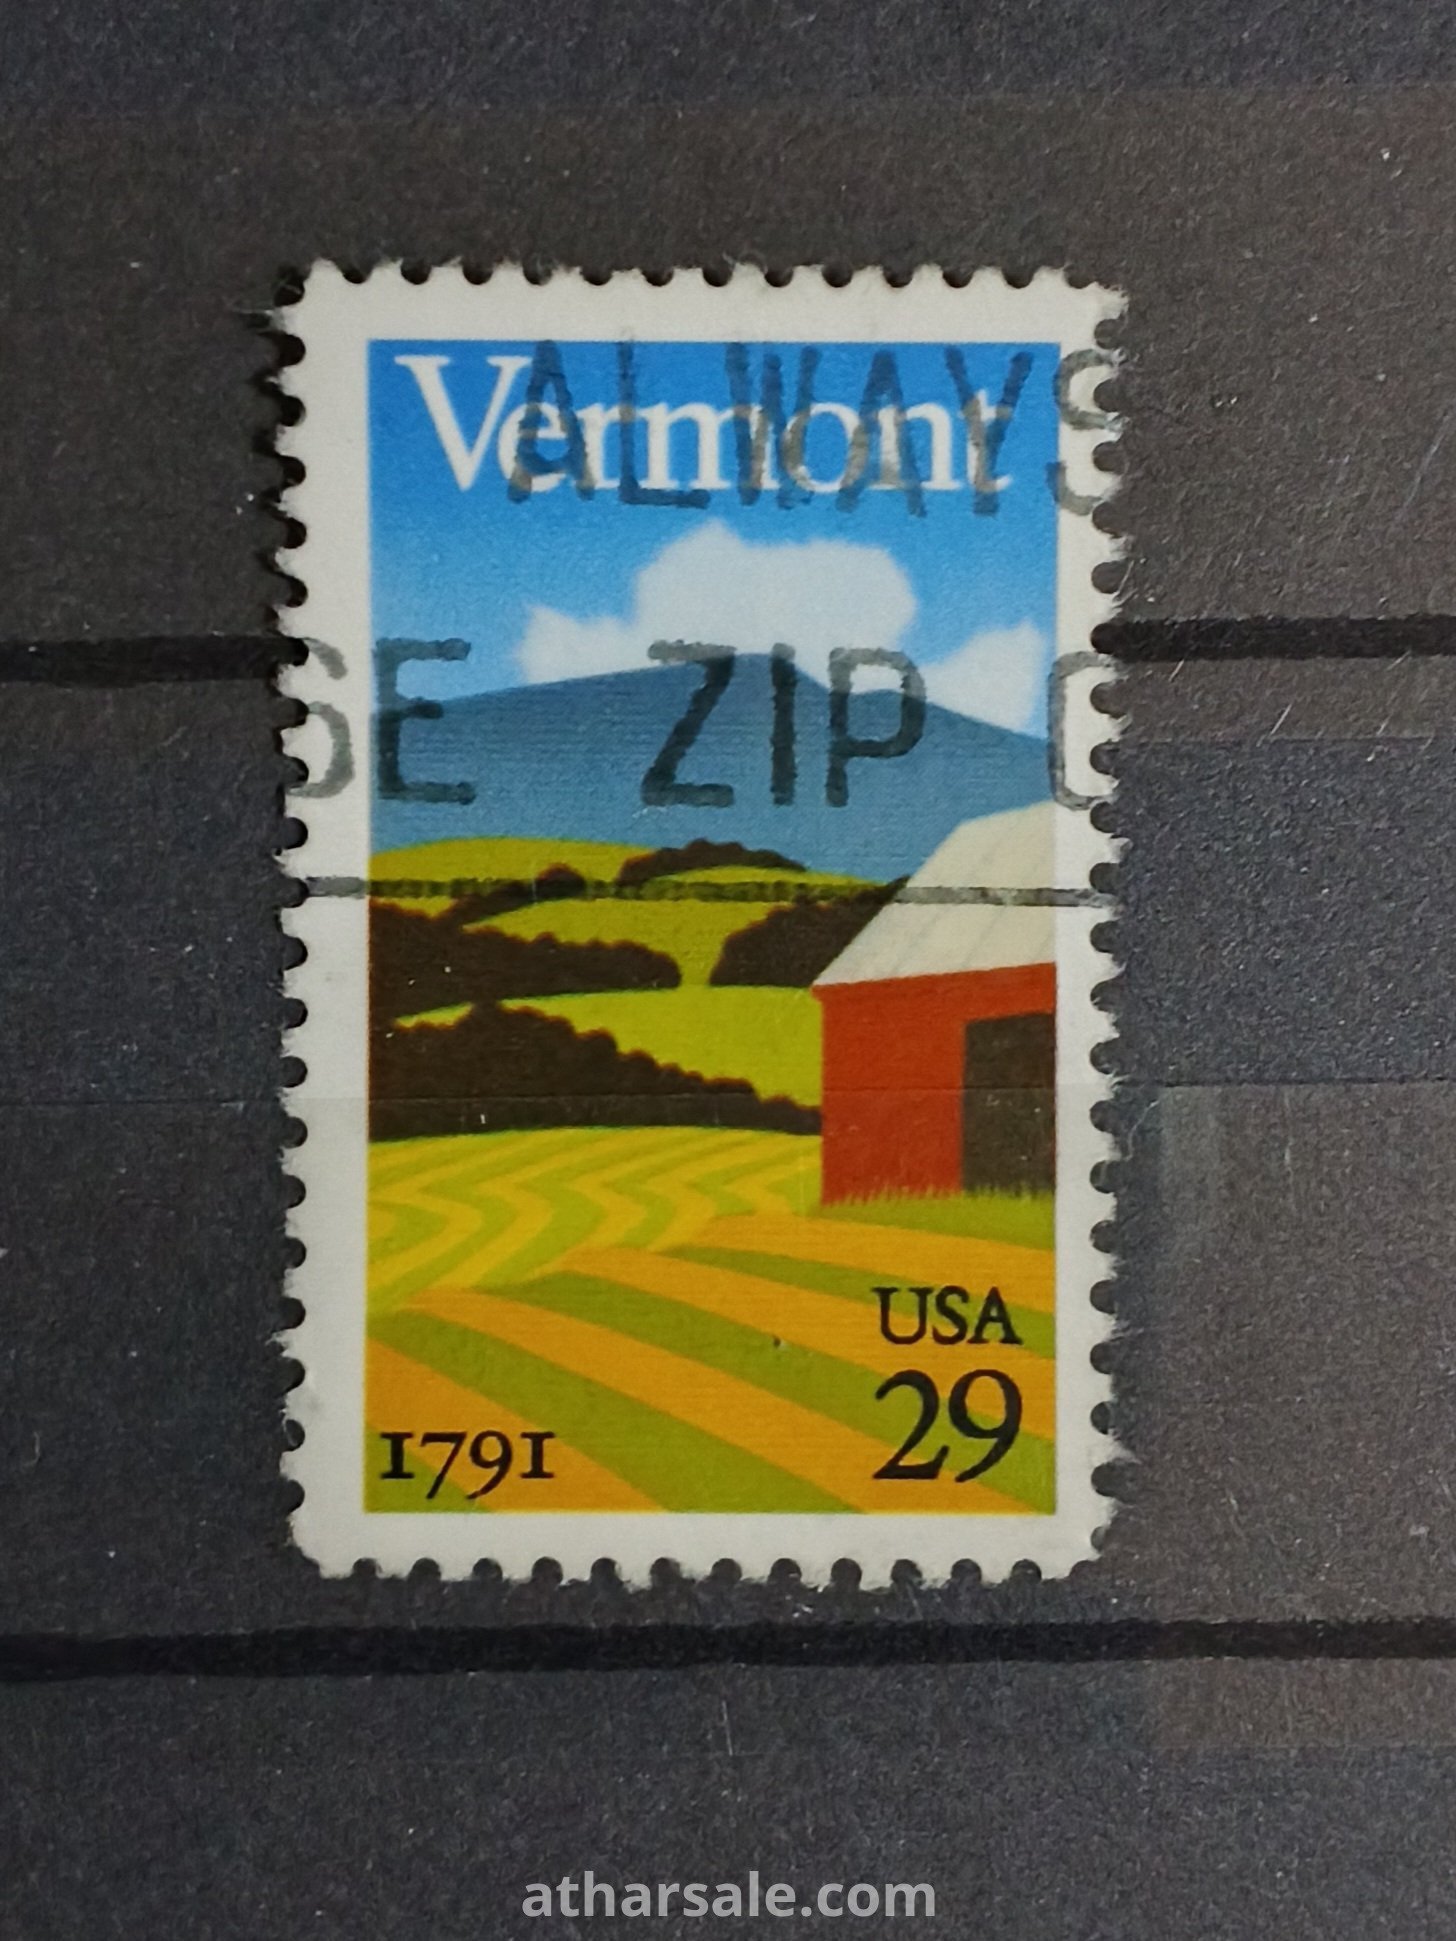 Vermont
ALWAYS
SE ZIP
USA
29
1791
atharsale.com